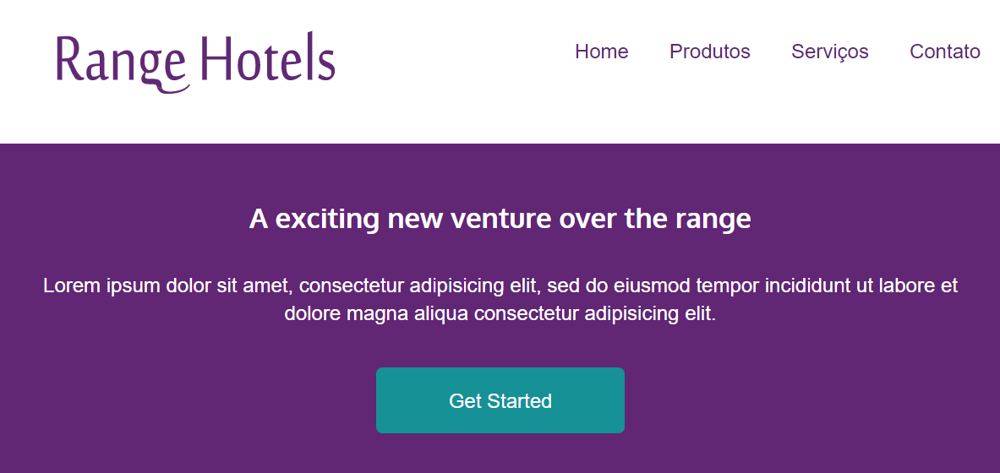 Range Hotels
Home Produtos Serviços Contato
A exciting new venture over the range
Lorem ipsum dolor sit amet, consectetur adipisicing elit, sed do eiusmod tempor incididunt ut labore et
dolore magna aliqua consectetur adipisicing elit.
Get Started